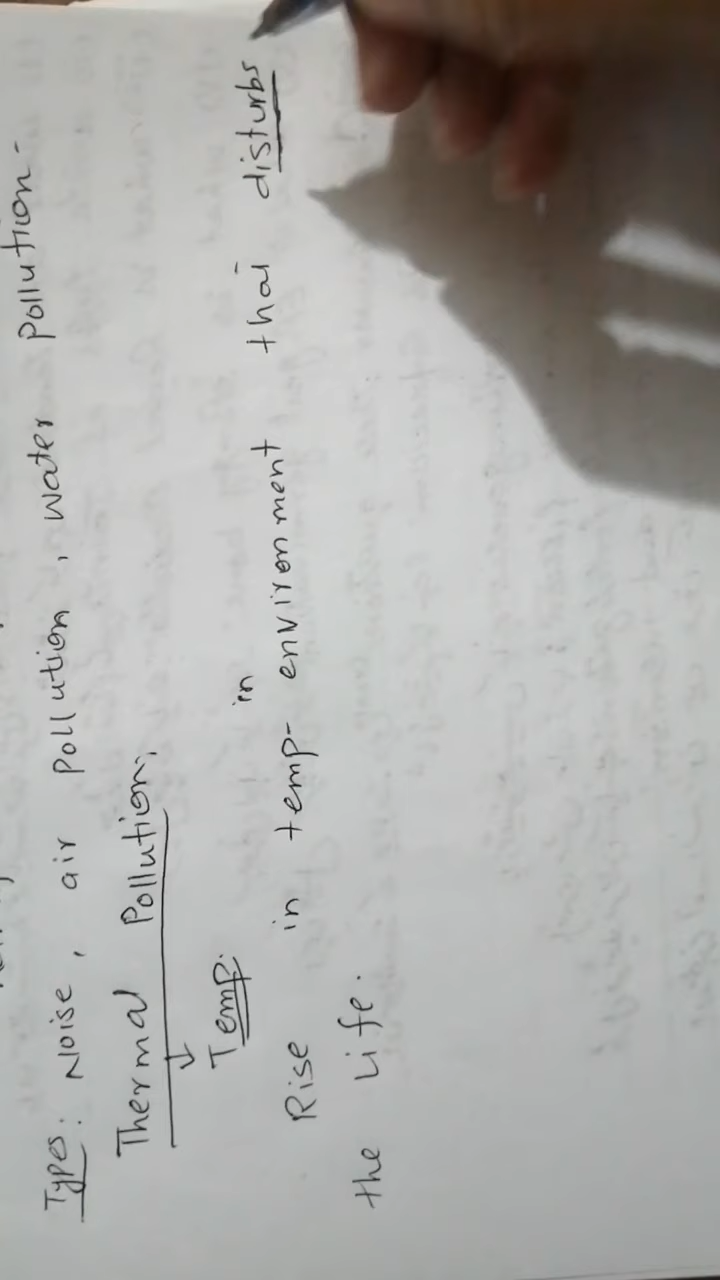 Types: Noise, air pollution, water pollution-
Thermal Pollution,
Temp.
in
Rise in temp- environment that disturbs
the Life.